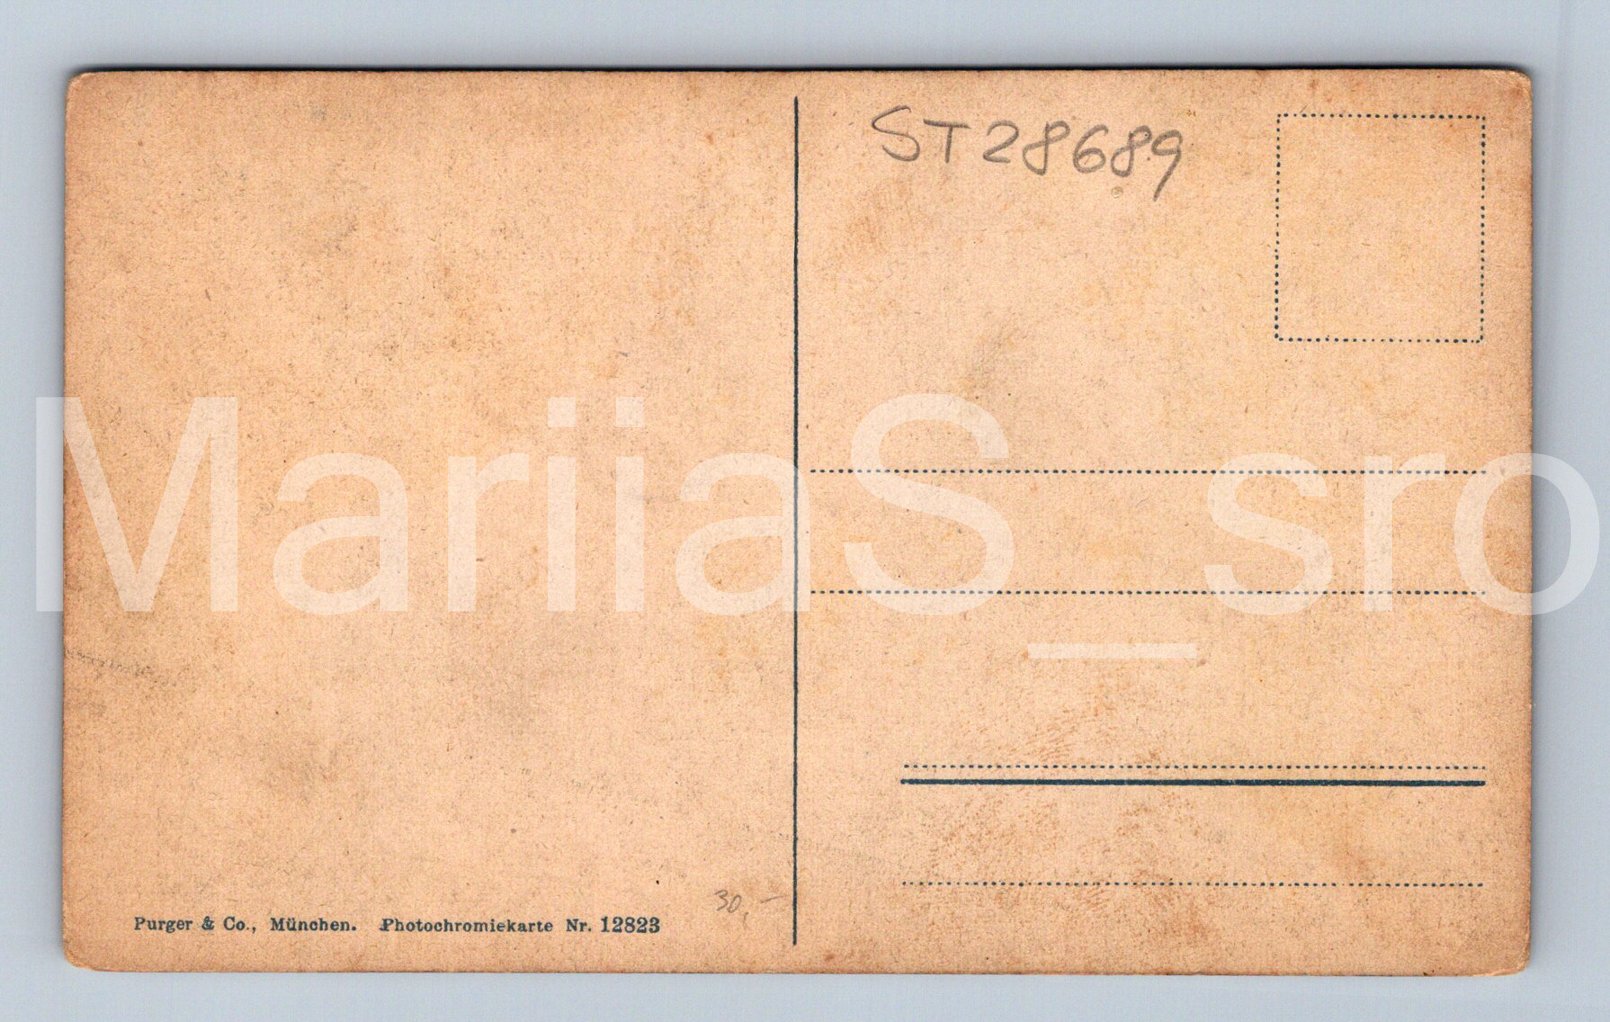 ST28689
MariiaS_sro
30,-
Purger & Co., München. Photochromiekarte Nr. 12823